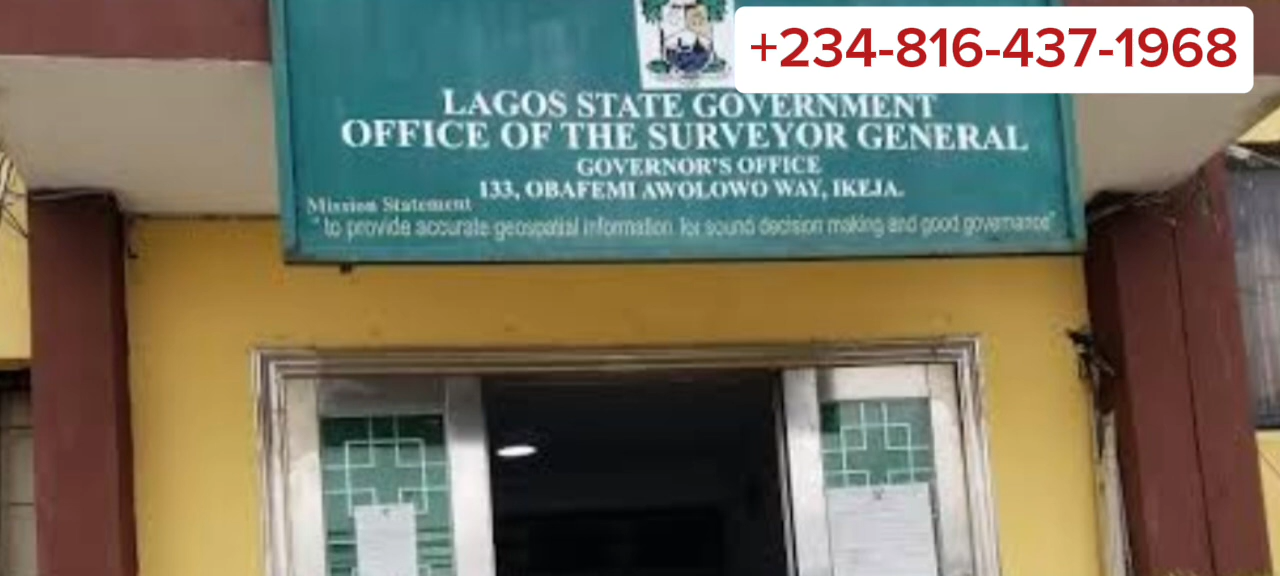 +234-816-437-1968
LAGOS STATE GOVERNMENT
OFFICE OF THE SURVEYOR GENERAL
GOVERNOR'S OFFICE
133, OBAFEMI AWOLOWO WAY, IKEJA.
Mission Statement
"to provide accurate geospatial information for sound decision making and good governance"